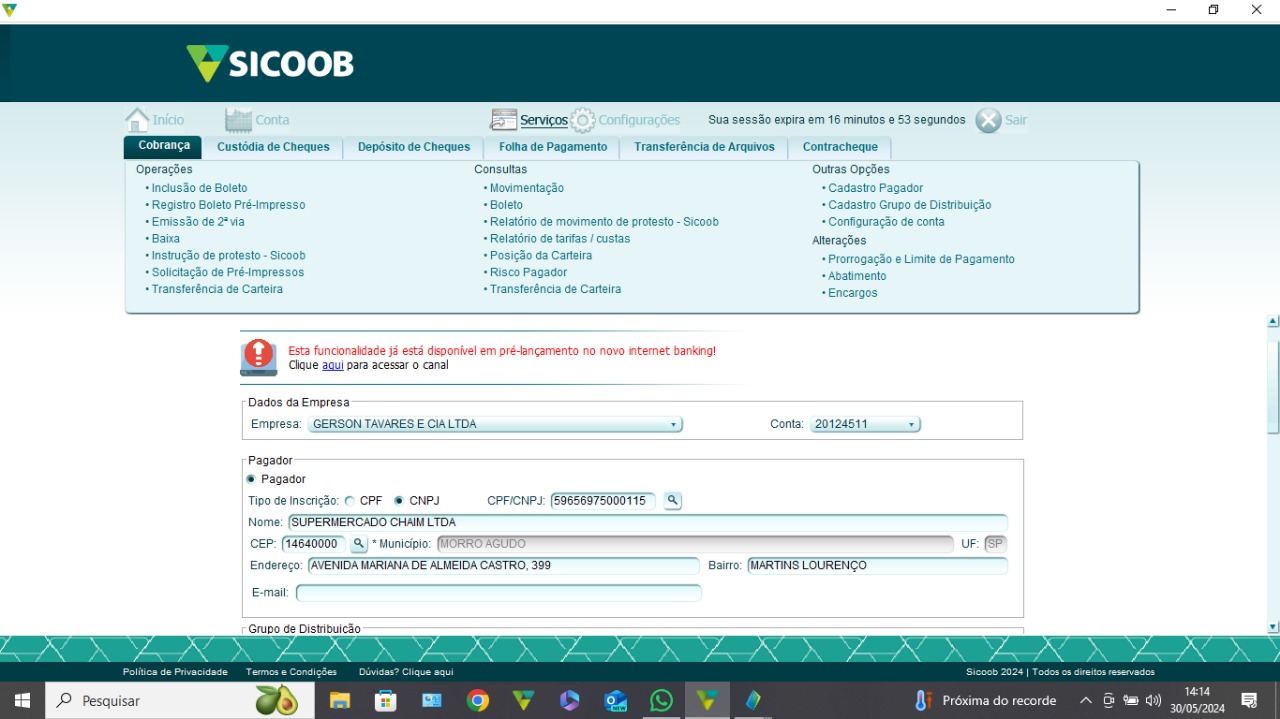 SICOOB
Início
Conta
Serviços
Configurações
Sua sessão expira em 16 minutos e 53 segundos
Sair
Cobrança
Custódia de Cheques
Depósito de Cheques
Folha de Pagamento
Transferência de Arquivos
Contracheque
Operações
• Inclusão de Boleto
• Registro Boleto Pré-Impresso
• Emissão de 2ª via
• Baixa
• Instrução de protesto - Sicoob
• Solicitação de Pré-Impressos
• Transferência de Carteira
Consultas
• Movimentação
• Boleto
• Relatório de movimento de protesto - Sicoob
• Relatório de tarifas / custas
• Posição da Carteira
• Risco Pagador
• Transferência de Carteira
Outras Opções
• Cadastro Pagador
• Cadastro Grupo de Distribuição
• Configuração de conta
Alterações
• Prorrogação e Limite de Pagamento
• Abatimento
• Encargos
Esta funcionalidade já está disponível em pré-lançamento no novo internet banking!
Clique aqui para acessar o canal
Dados da Empresa
Empresa: GERSON TAVARES E CIA LTDA Conta: 20124511
Pagador
Pagador
Tipo de Inscrição: CPF CNPJ CPF/CNPJ: 59656975000115
Nome: SUPERMERCADO CHAIM LTDA
CEP: 14640000 * Município: MORRO AGUDO UF: SP
Endereço: AVENIDA MARIANA DE ALMEIDA CASTRO, 399 Bairro: MARTINS LOURENÇO
E-mail:
Grupo de Distribuição
Política de Privacidade Termos e Condições Dúvidas? Clique aqui Sicoob 2024 | Todos os direitos reservados
Pesquisar
NEW
Próxima do recorde
14:14
30/05/2024